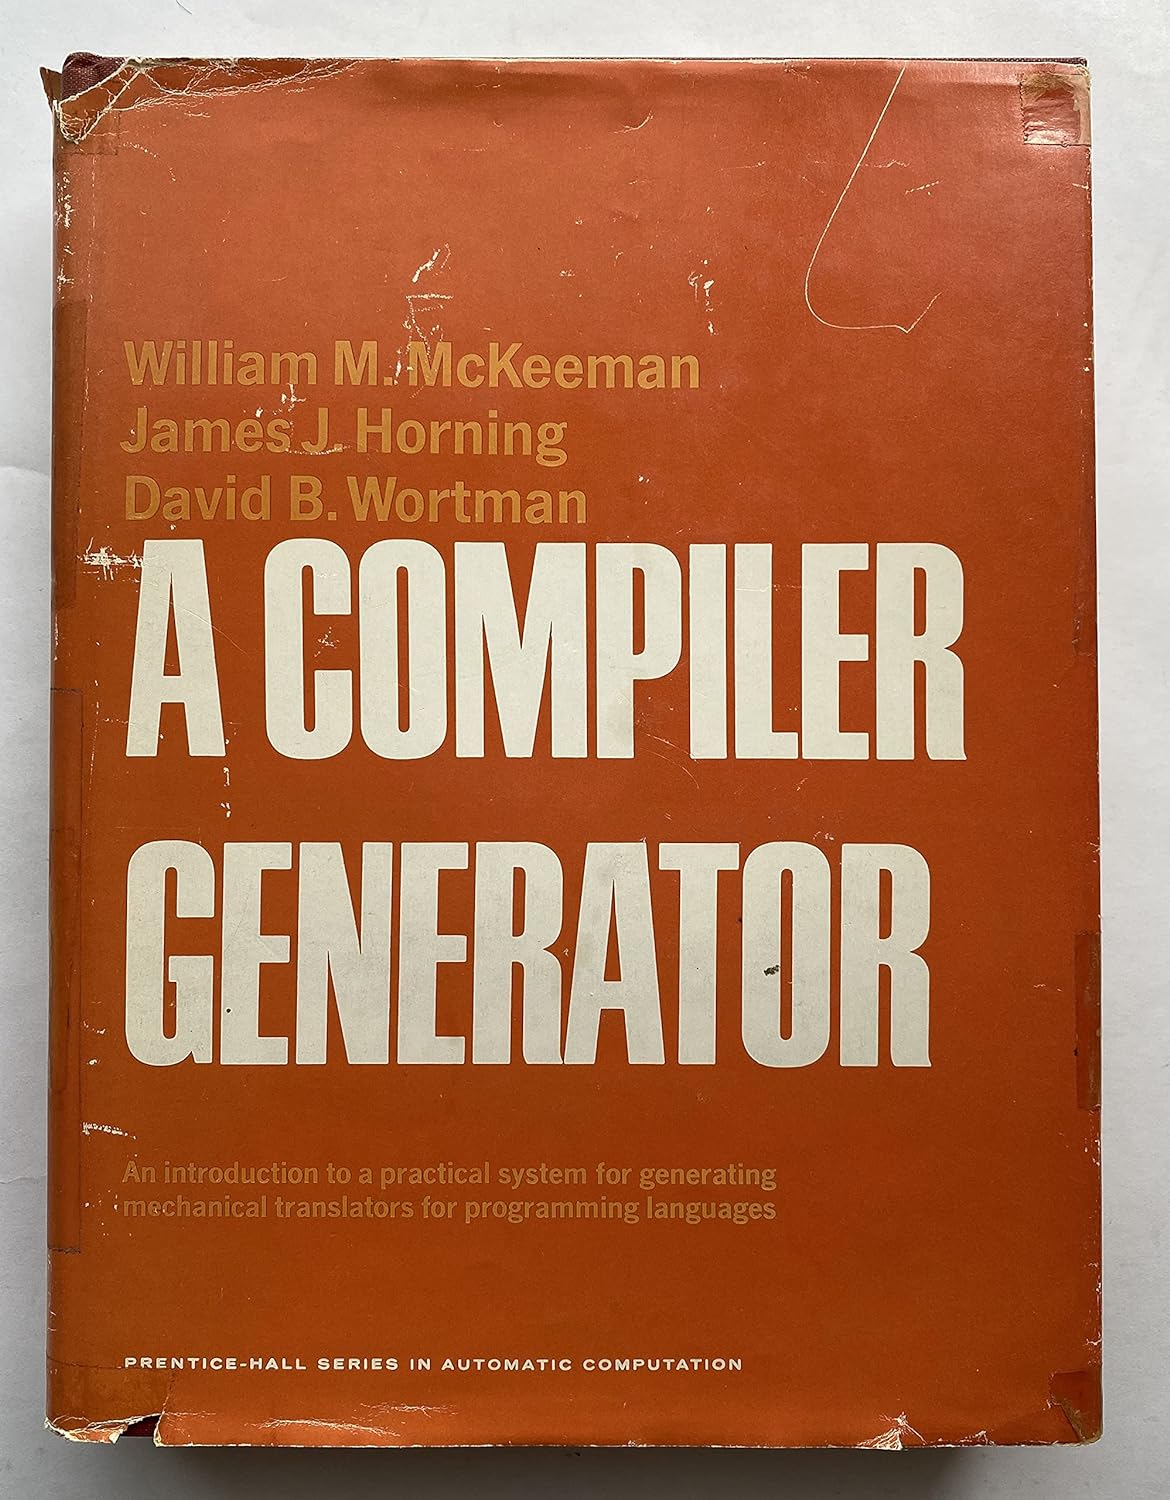 William M. McKeeman
James J. Horning
David B. Wortman
A COMPILER
GENERATOR
An introduction to a practical system for generating
mechanical translators for programming languages
PRENTICE-HALL SERIES IN AUTOMATIC COMPUTATION